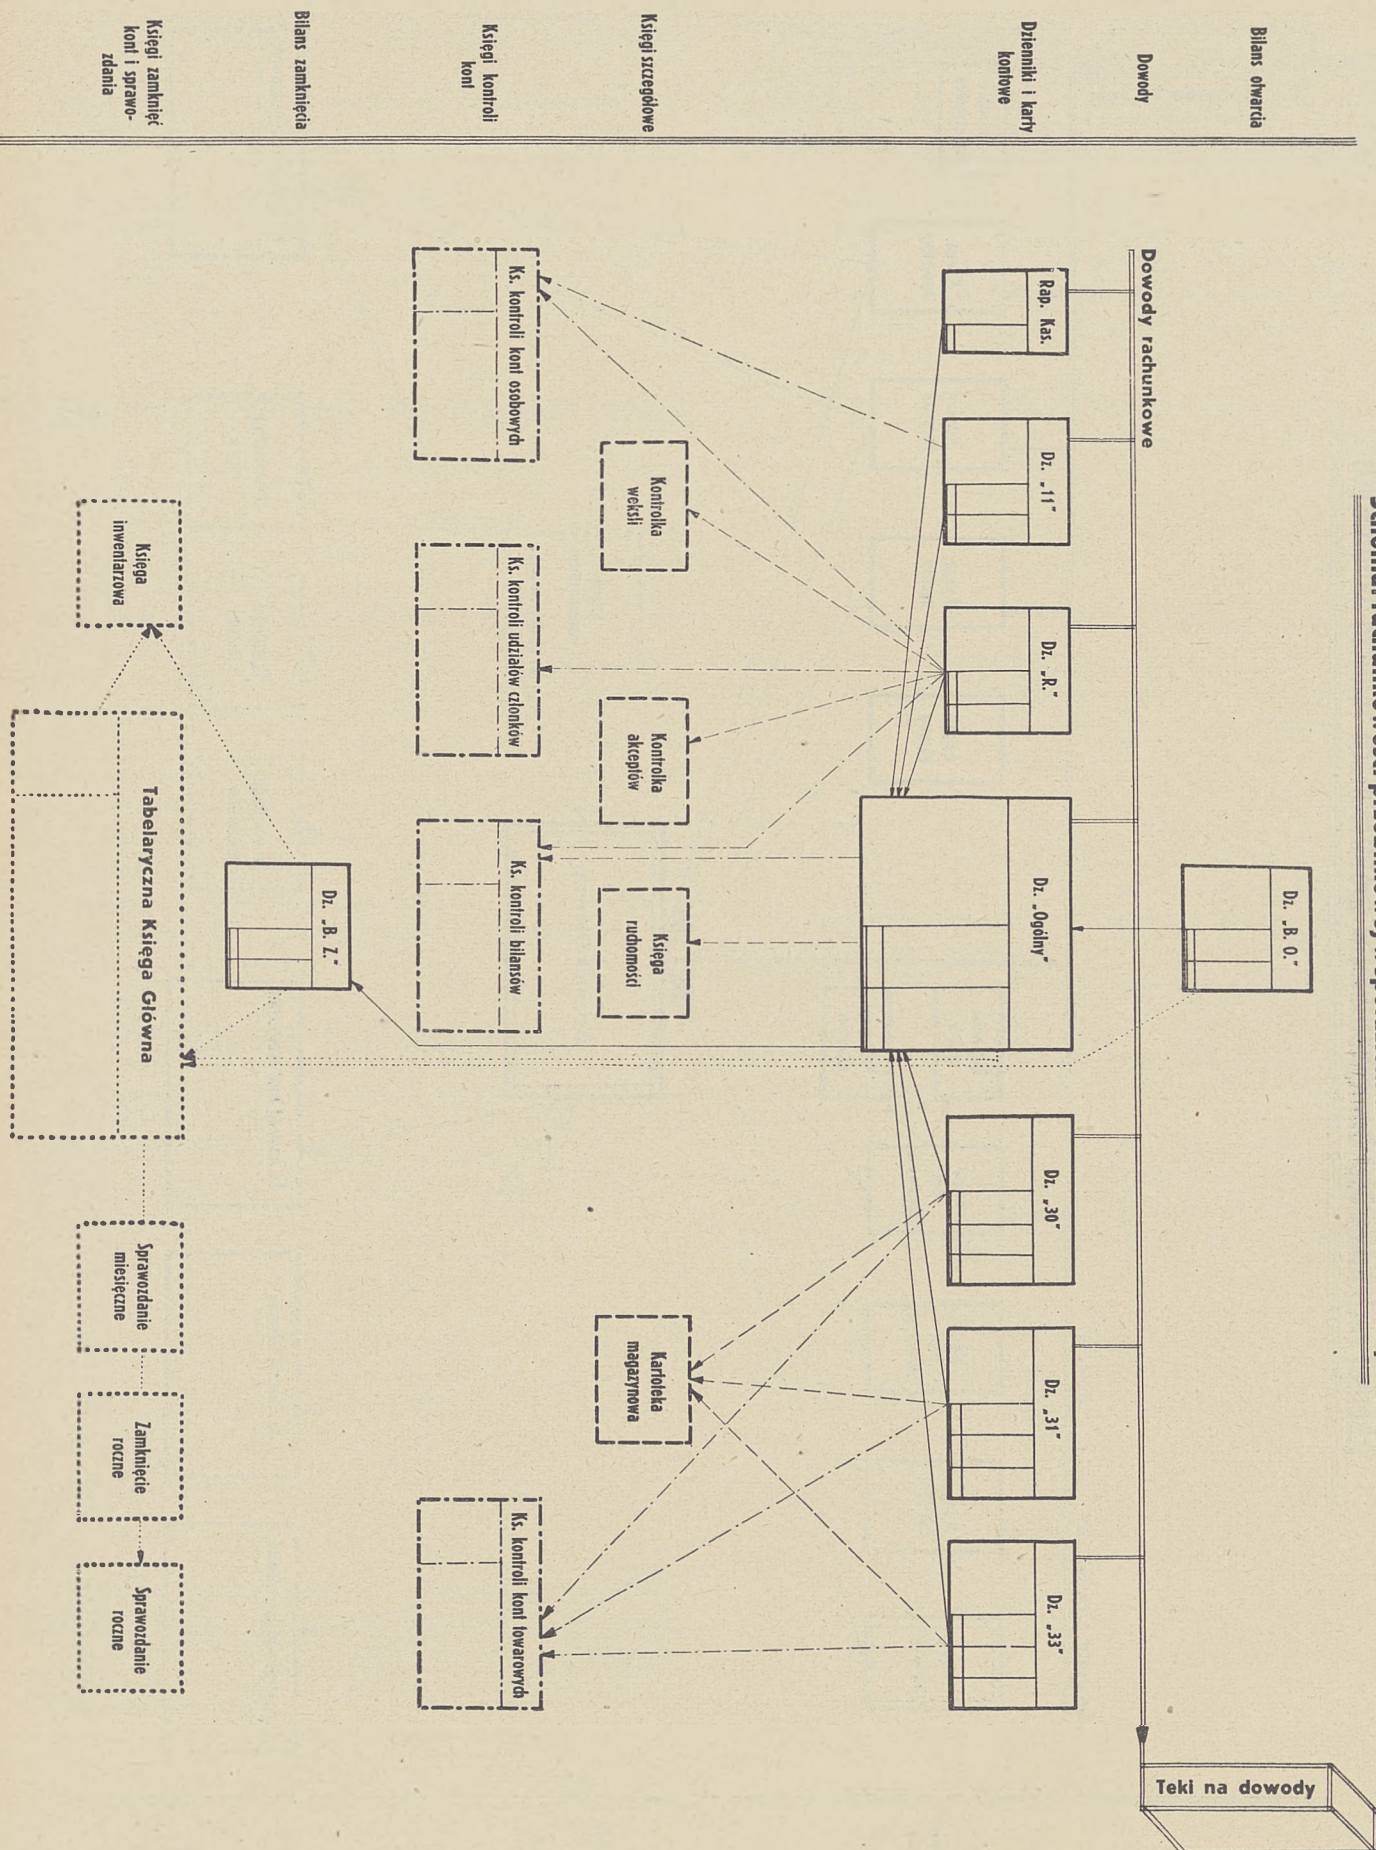 Bilans otwarcia
Dz. „B. O."
Dowody
Dowody rachunkowe
Teki na dowody
Dzienniki i karty
kontowe
Rap. Kas.
Dz. „11"
Dz. „R."
Dz. „Ogólny"
Dz. „30"
Dz. „31"
Dz. „33"
Księgi szczegółowe
Kontrolka
weksli
Kontrolka
akceptów
Księga
ruchomości
Kartoteka
magazynowa
Księgi kontroli
kont
Ks. kontroli kont osobowych
Ks. kontroli udziałów członków
Ks. kontroli bilansów
Ks. kontroli kont towarowych
Bilans zamknięcia
Dz. „B. Z."
Księgi zamknięć
kont i sprawo-
zdania
Księga
inwentarzowa
Tabelaryczna Księga Główna
Sprawozdanie
miesięczne
Zamknięcie
roczne
Sprawozdanie
roczne